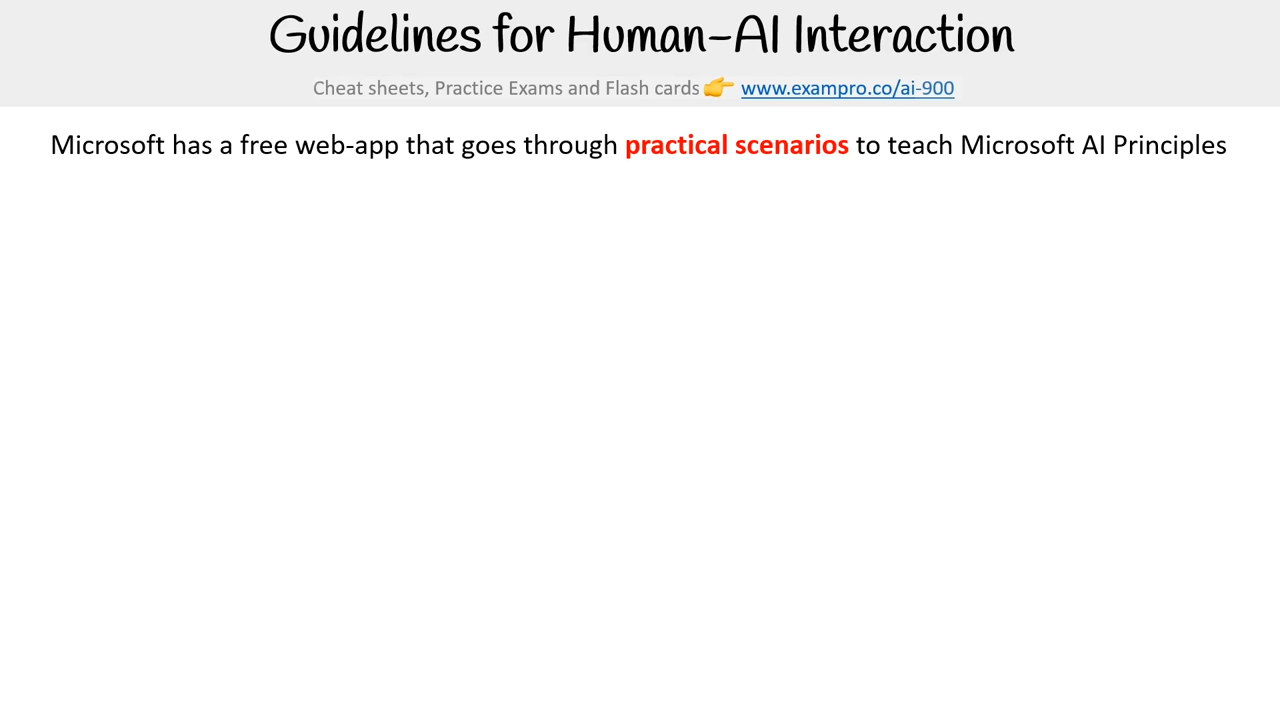 Guidelines for Human-AI Interaction
Cheat sheets, Practice Exams and Flash cards 👉 www.exampro.co/ai-900
Microsoft has a free web-app that goes through practical scenarios to teach Microsoft AI Principles